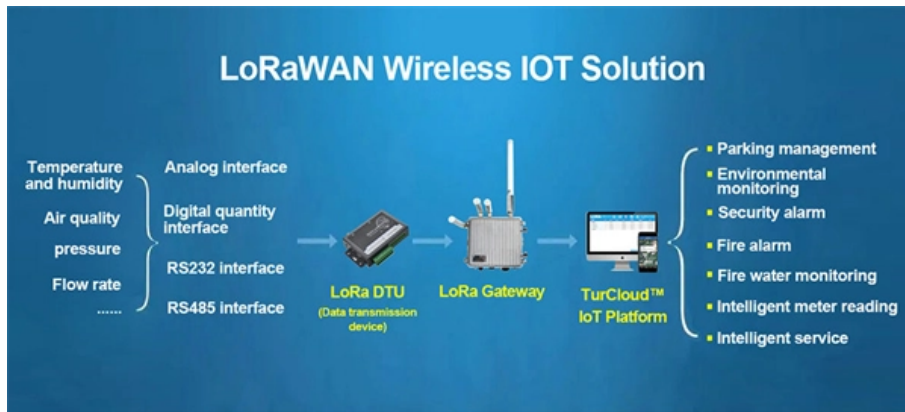 LoRaWAN Wireless IOT Solution
Temperature
and humidity
Air quality
pressure
Flow rate
......
Analog interface
Digital quantity
interface
RS232 interface
RS485 interface
LoRa DTU
(Data transmission
device)
LoRa Gateway
TurCloud™
IoT Platform
Parking management
Environmental
monitoring
Security alarm
Fire alarm
Fire water monitoring
Intelligent meter reading
Intelligent service